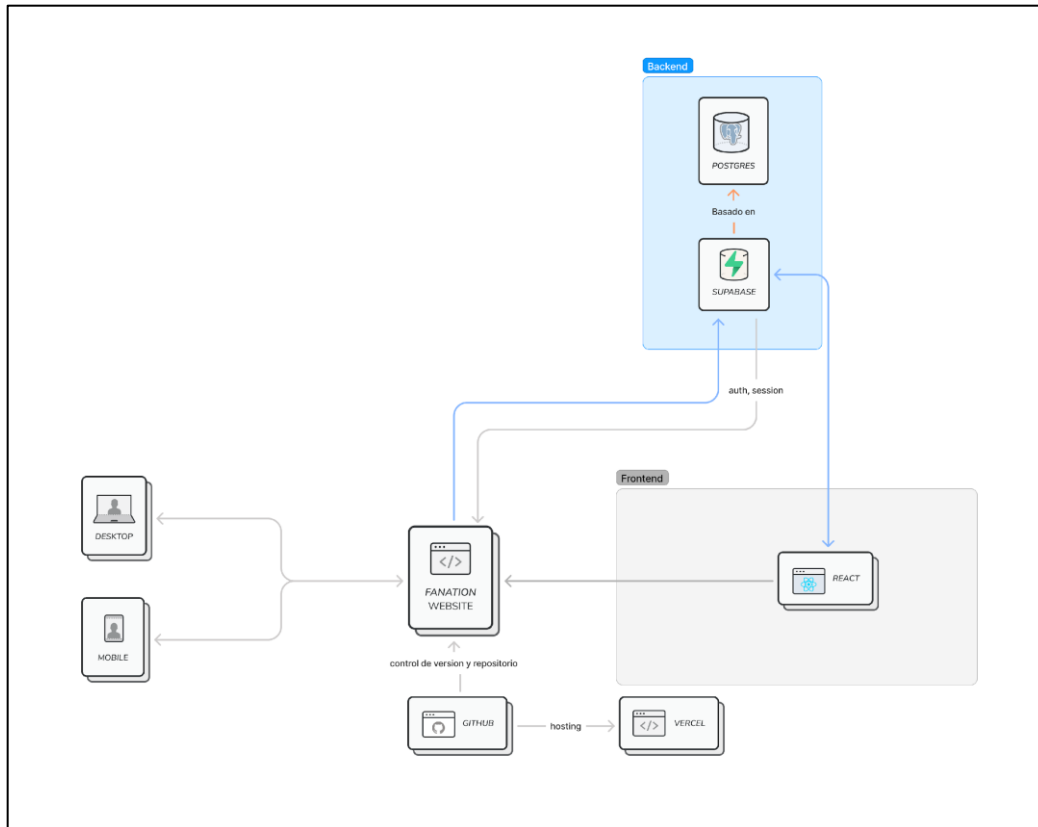 Backend
POSTGRES
Basado en
SUPABASE
auth, session
Frontend
DESKTOP
</>
FANATION
WEBSITE
REACT
MOBILE
control de version y repositorio
GITHUB
hosting
</>
VERCEL